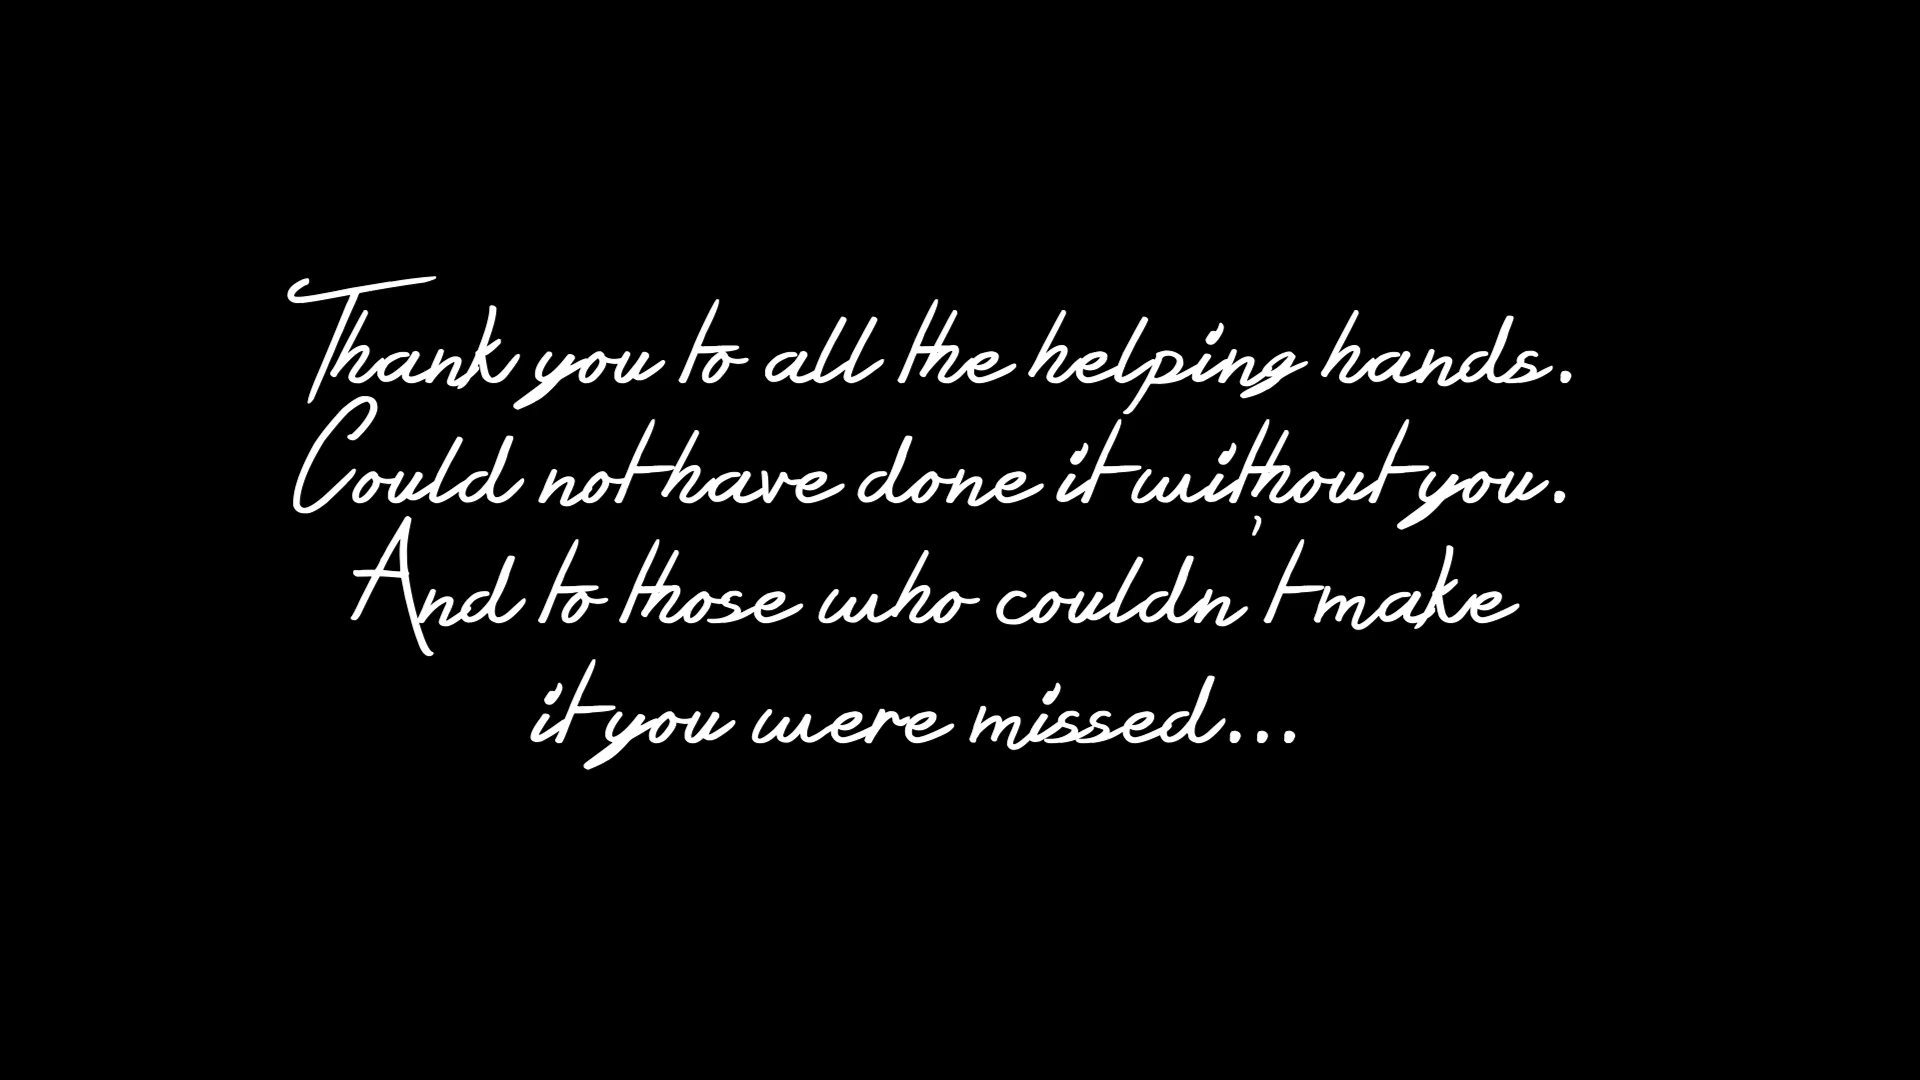 Thank you to all the helping hands.
Could not have done it without you.
And to those who couldn't make
it you were missed...